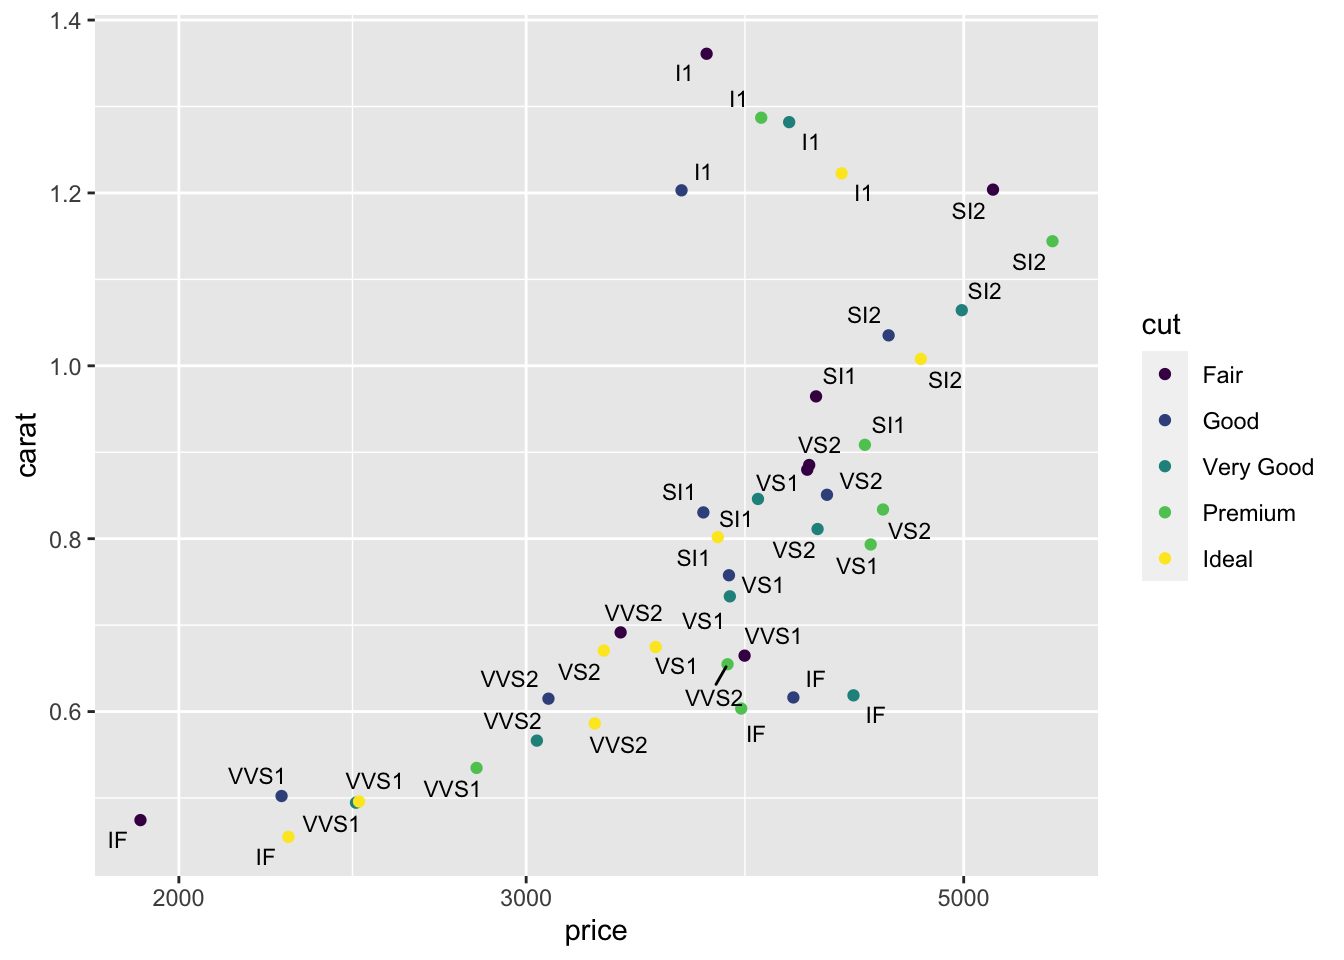 1.4
I1
I1
I1
I1
I1
1.2
SI2
SI2
SI2
SI2
cut
1.0
SI2
SI1
Fair
SI1
Good
carat
VS2
Very Good
VS1
VS2
SI1
SI1
Premium
VS2
0.8
VS2
SI1
VS1
Ideal
VS1
VVS2
VS1
VVS1
VS1
VS2
VVS2
IF
VVS2
0.6
IF
VVS2
IF
VVS2
VVS1
VVS1
VVS1
VVS1
IF
IF
2000
3000
5000
price